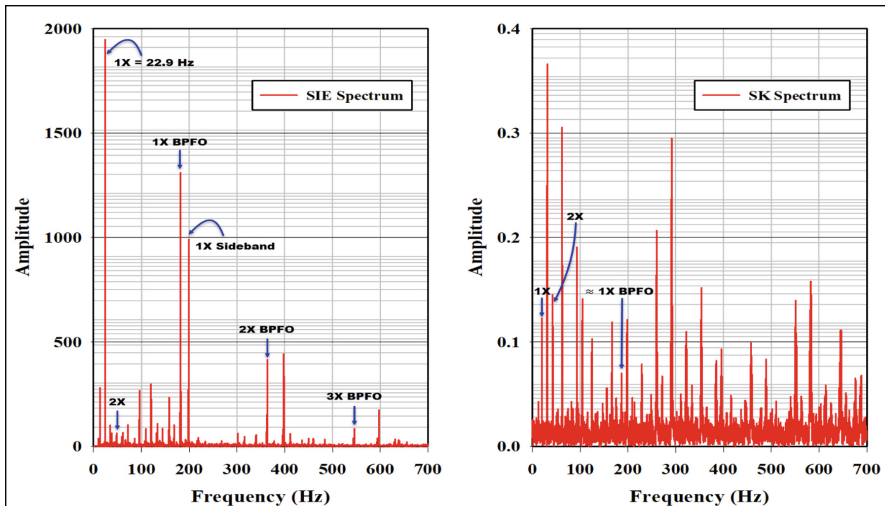 2000
1500
1000
500
0
Amplitude
1X = 22.9 Hz
SIE Spectrum
1X BPFO
1X Sideband
2X BPFO
2X
3X BPFO
0 100 200 300 400 500 600 700
Frequency (Hz)
0.4
0.3
0.2
0.1
0.0
Amplitude
SK Spectrum
2X
1X
≈ 1X BPFO
0 100 200 300 400 500 600 700
Frequency (Hz)